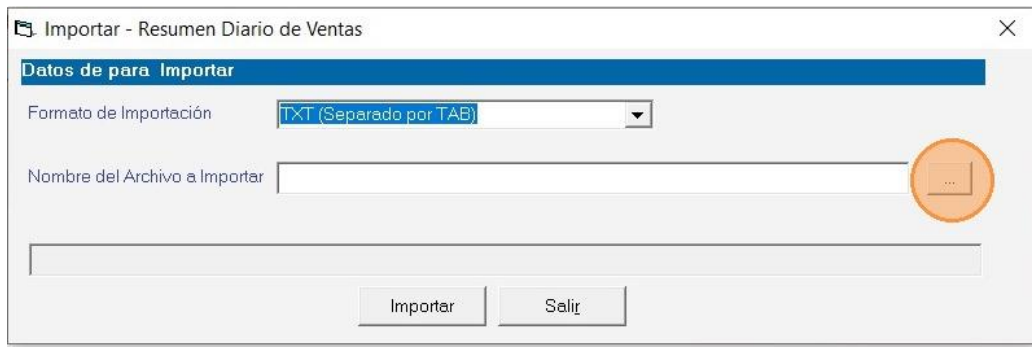 Importar - Resumen Diario de Ventas
Datos de para Importar
Formato de Importación TXT (Separado por TAB)
Nombre del Archivo a Importar ...
Importar Salir